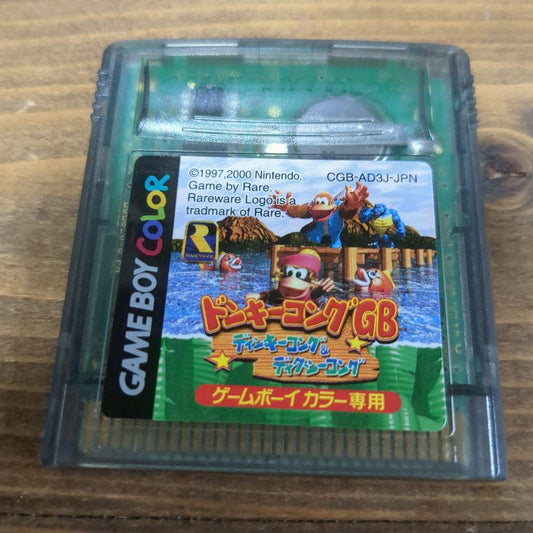 ©1997,2000 Nintendo.
Game by Rare.
Rareware Logo is a
tradmark of Rare.
CGB-AD3J-JPN
GAME BOY COLOR
R
RAREWARE
ドンキーコングGB
ディンキーコング&
ディクシーコング
ゲームボーイカラー専用